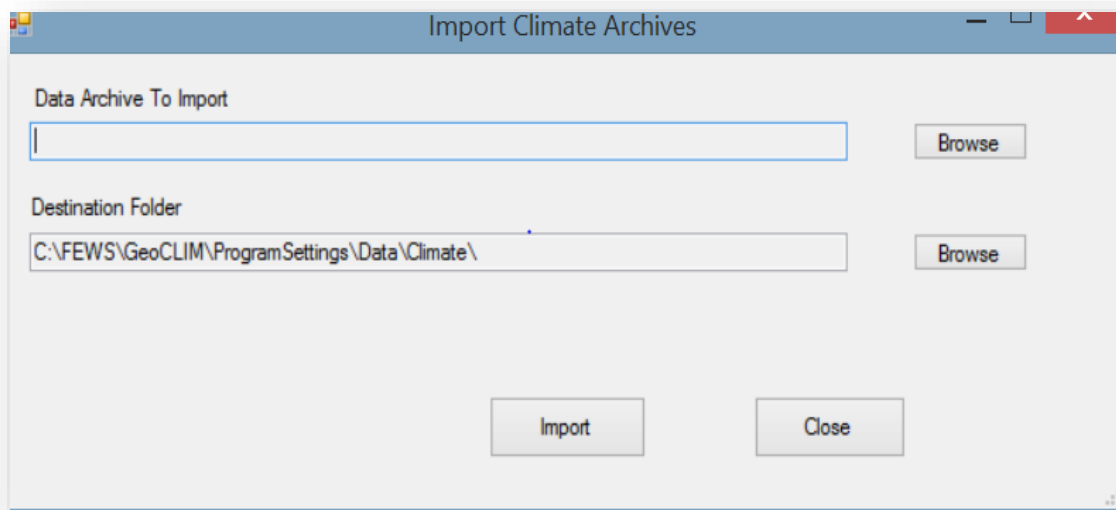 Import Climate Archives
Data Archive To Import
Browse
Destination Folder
C:\FEWS\GeoCLIM\ProgramSettings\Data\Climate\
Browse
Import
Close